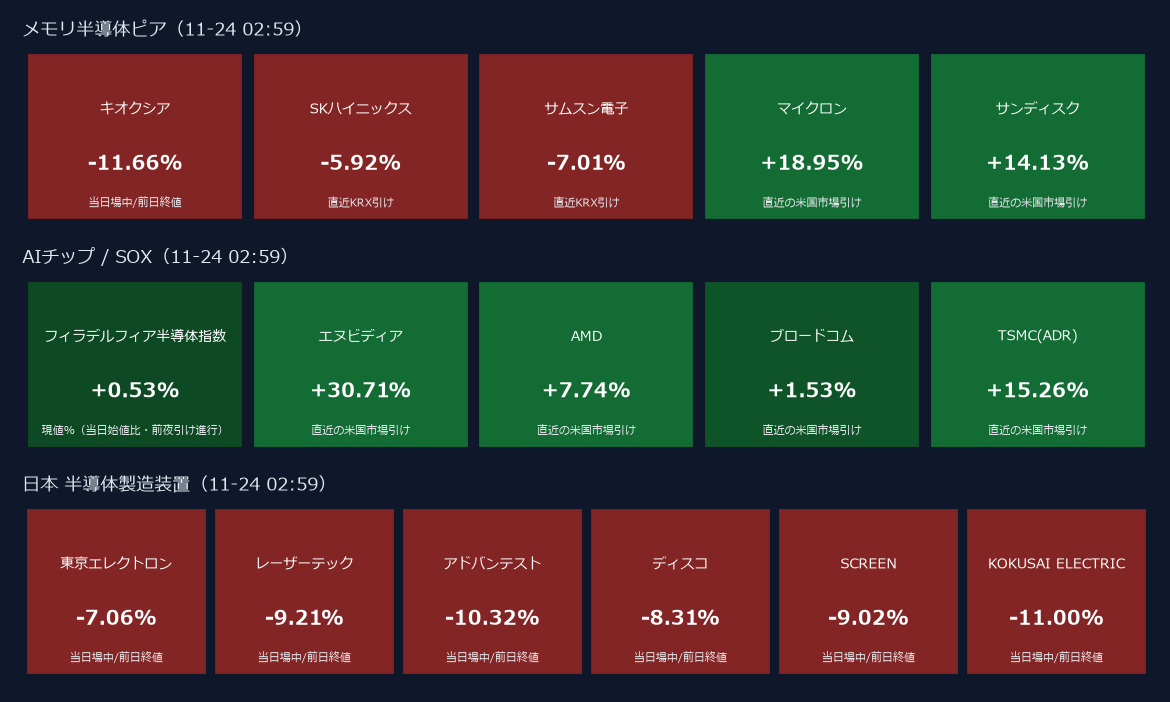 メモリ半導体ピア（11-24 02:59）
キオクシア
-11.66%
当日場中/前日終値
SKハイニックス
-5.92%
直近KRX引け
サムスン電子
-7.01%
直近KRX引け
マイクロン
+18.95%
直近の米国市場引け
サンディスク
+14.13%
直近の米国市場引け
AIチップ / SOX（11-24 02:59）
フィラデルフィア半導体指数
+0.53%
現値%（当日始値比・前夜引け進行）
エヌビディア
+30.71%
直近の米国市場引け
AMD
+7.74%
直近の米国市場引け
ブロードコム
+1.53%
直近の米国市場引け
TSMC(ADR)
+15.26%
直近の米国市場引け
日本 半導体製造装置（11-24 02:59）
東京エレクトロン
-7.06%
当日場中/前日終値
レーザーテック
-9.21%
当日場中/前日終値
アドバンテスト
-10.32%
当日場中/前日終値
ディスコ
-8.31%
当日場中/前日終値
SCREEN
-9.02%
当日場中/前日終値
KOKUSAI ELECTRIC
-11.00%
当日場中/前日終値